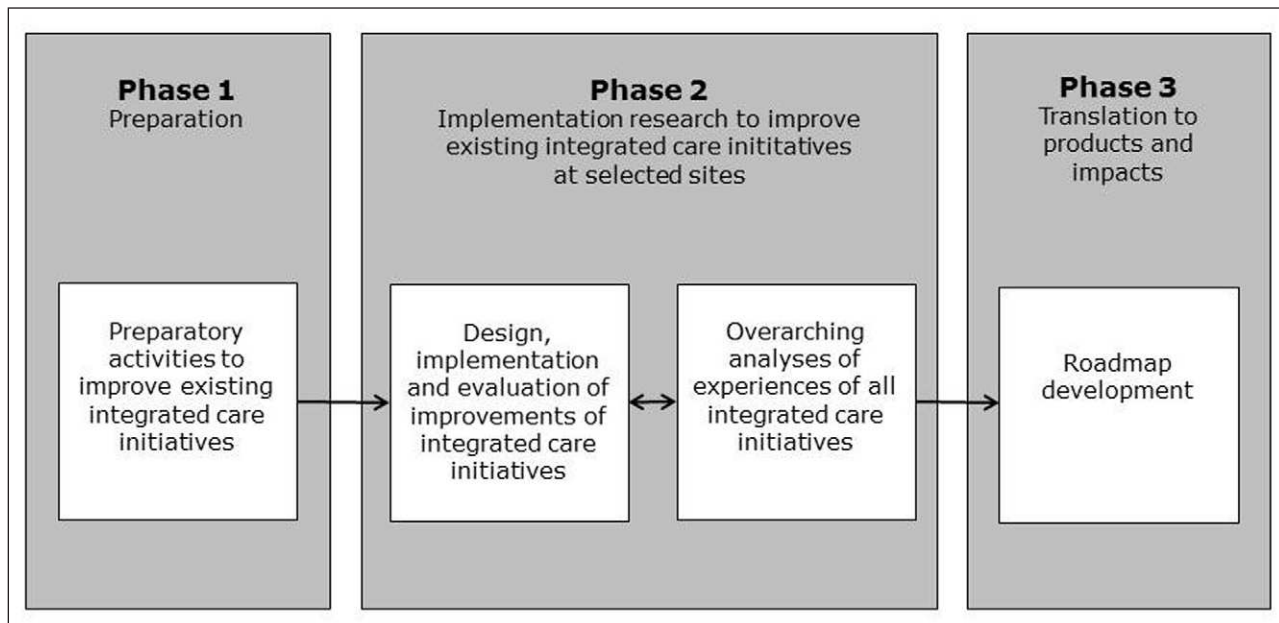 Phase 1
Preparation
Preparatory
activities to
improve existing
integrated care
initiatives
Phase 2
Implementation research to improve
existing integrated care inititatives
at selected sites
Design,
implementation
and evaluation of
improvements of
integrated care
initiatives
Overarching
analyses of
experiences of all
integrated care
initiatives
Phase 3
Translation to
products and
impacts
Roadmap
development